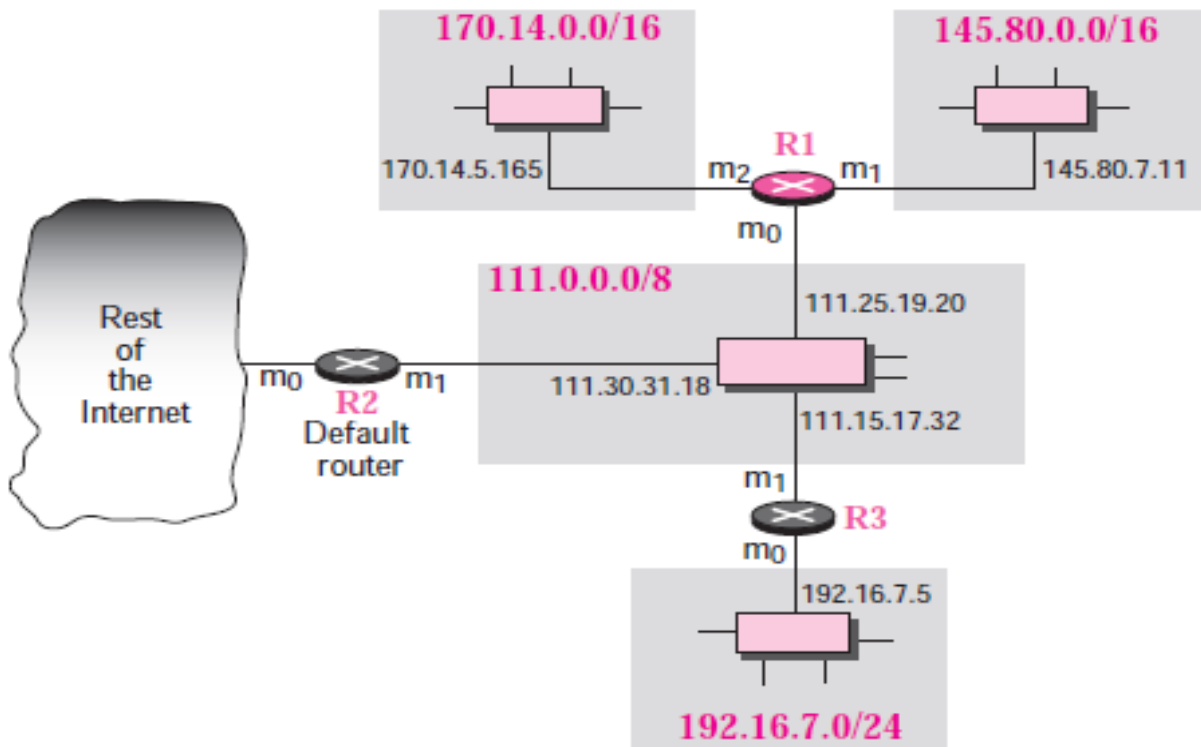 170.14.0.0/16
145.80.0.0/16
R1
170.14.5.165
m2
m1
145.80.7.11
m0
111.0.0.0/8
111.25.19.20
Rest
of
the
Internet
m0
m1
111.30.31.18
R2
Default
router
111.15.17.32
m1
R3
m0
192.16.7.5
192.16.7.0/24